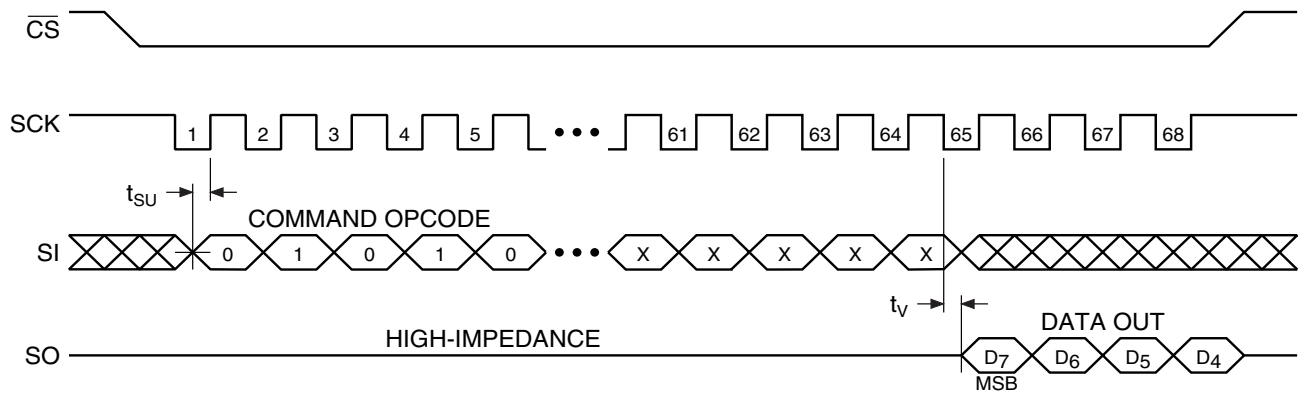 CS
SCK 1 2 3 4 5 ••• 61 62 63 64 65 66 67 68
tSU
COMMAND OPCODE
SI 0 1 0 1 0 ••• X X X X X
tV
HIGH-IMPEDANCE
DATA OUT
SO D7 D6 D5 D4
MSB